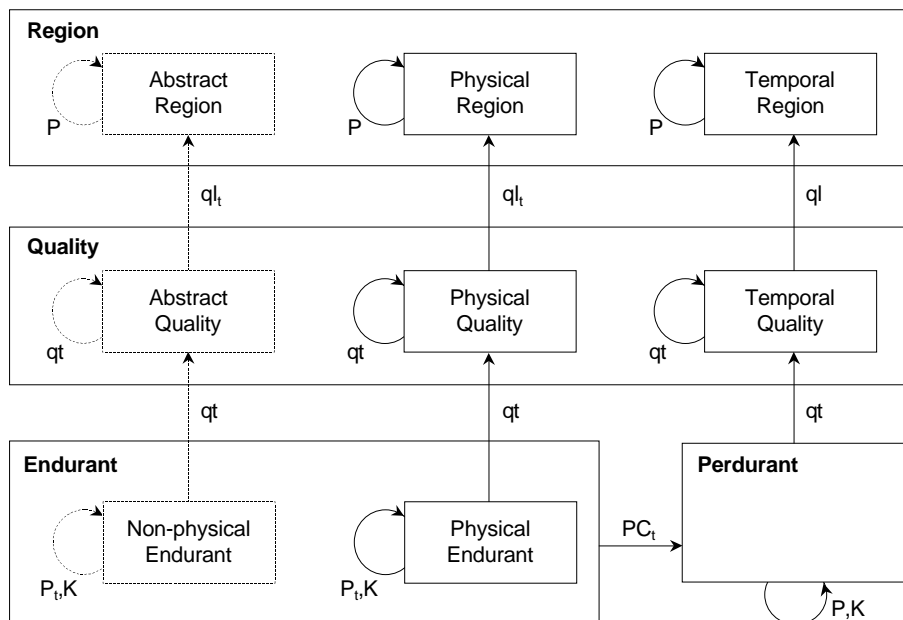 Region
Abstract
Region
Physical
Region
Temporal
Region
P
P
P
qlt
qlt
ql
Quality
Abstract
Quality
Physical
Quality
Temporal
Quality
qt
qt
qt
qt
qt
qt
Endurant
Perdurant
Non-physical
Endurant
Physical
Endurant
PCt
Pt,K
Pt,K
P,K